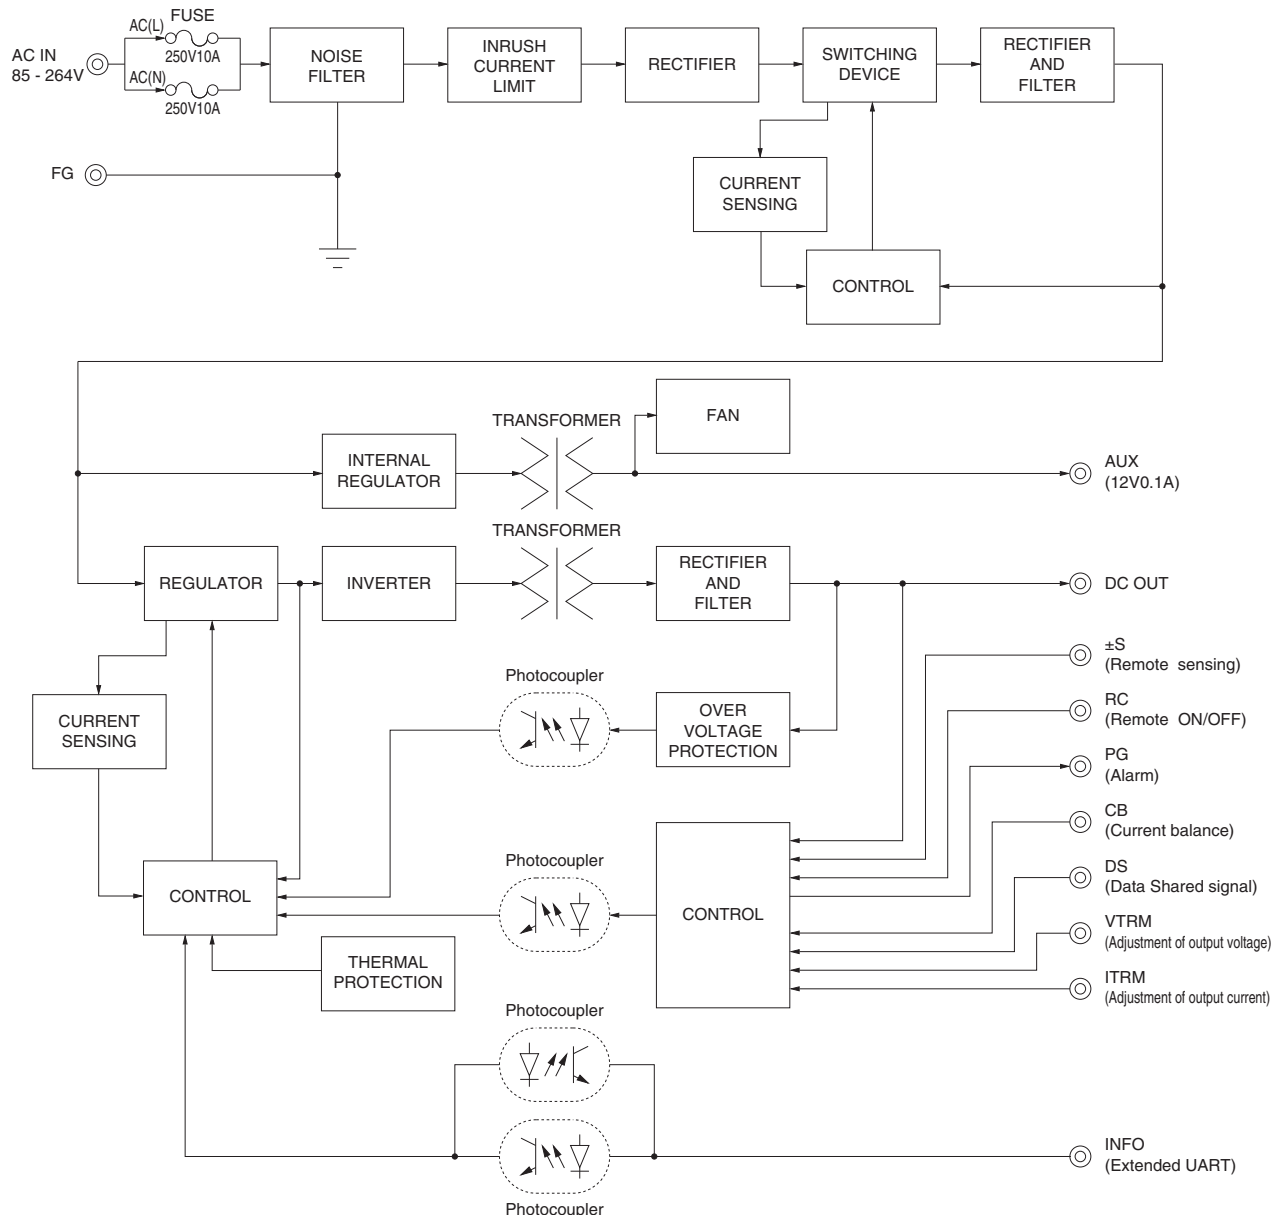 FUSE
AC(L)
250V10A
AC IN
85 - 264V
AC(N)
250V10A
NOISE
FILTER
INRUSH
CURRENT
LIMIT
RECTIFIER
SWITCHING
DEVICE
RECTIFIER
AND
FILTER
FG
CURRENT
SENSING
CONTROL
FAN
TRANSFORMER
INTERNAL
REGULATOR
AUX
(12V0.1A)
TRANSFORMER
REGULATOR
INVERTER
RECTIFIER
AND
FILTER
DC OUT
±S
(Remote sensing)
Photocoupler
CURRENT
SENSING
OVER
VOLTAGE
PROTECTION
RC
(Remote ON/OFF)
PG
(Alarm)
CB
(Current balance)
Photocoupler
CONTROL
CONTROL
DS
(Data Shared signal)
VTRM
(Adjustment of output voltage)
THERMAL
PROTECTION
ITRM
(Adjustment of output current)
Photocoupler
INFO
(Extended UART)
Photocoupler